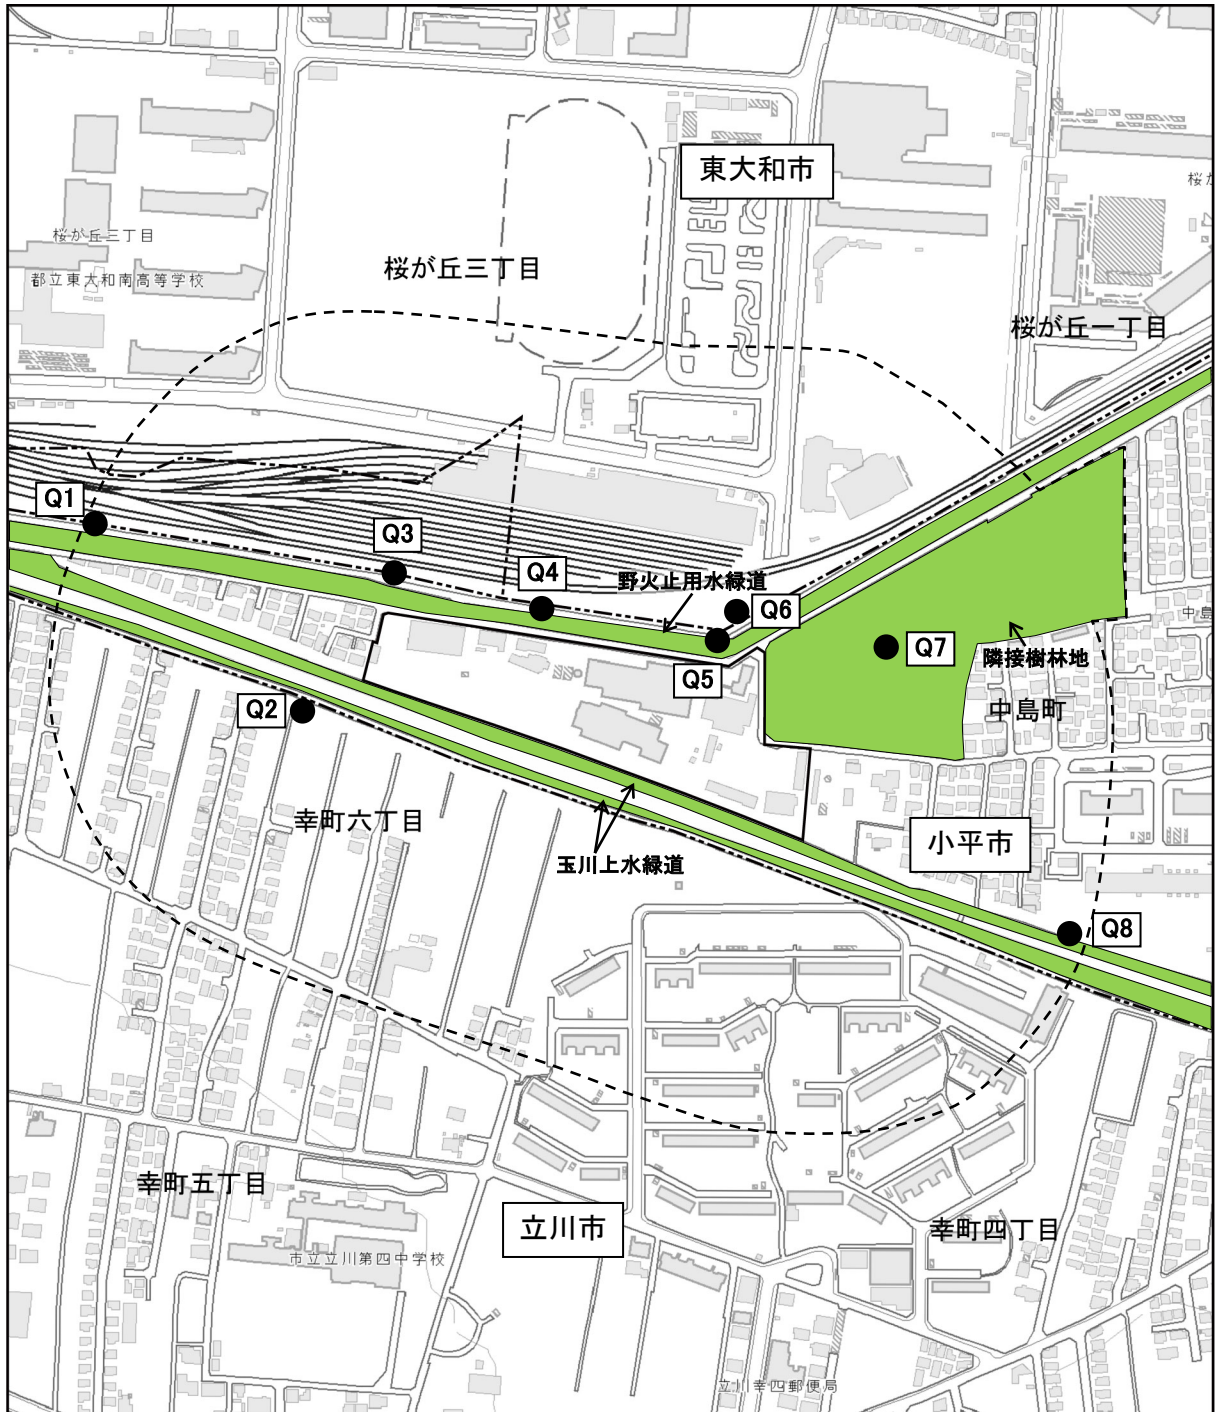 東大和市
桜が
桜が丘三丁目
桜が丘三丁目
都立東大和南高等学校
桜が丘一丁目
Q1
Q3
Q4
野火止用水緑道
Q6
中島
Q7
隣接樹林地
Q5
Q2
中島町
幸町六丁目
小平市
玉川上水緑道
Q8
幸町五丁目
立川市
幸町四丁目
市立立川第四中学校
立川幸四郵便局